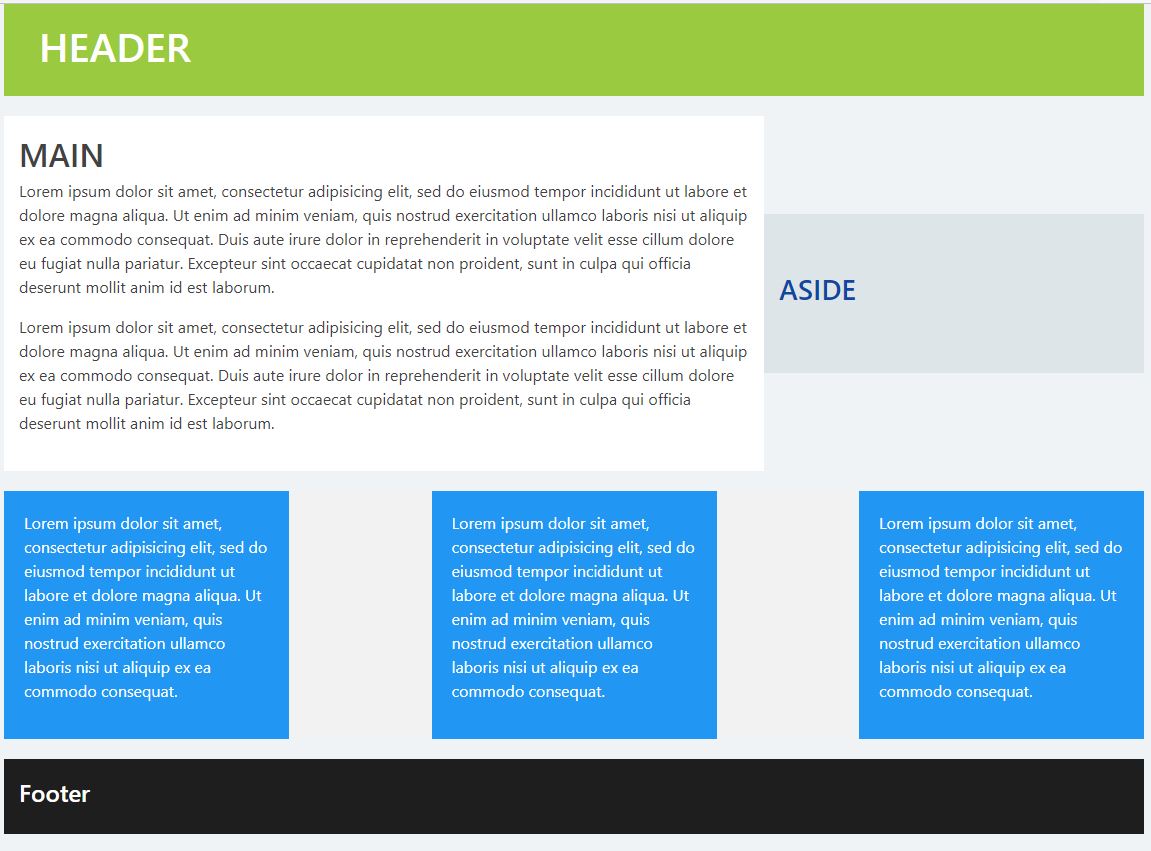 HEADER
MAIN
Lorem ipsum dolor sit amet, consectetur adipisicing elit, sed do eiusmod tempor incididunt ut labore et
dolore magna aliqua. Ut enim ad minim veniam, quis nostrud exercitation ullamco laboris nisi ut aliquip
ex ea commodo consequat. Duis aute irure dolor in reprehenderit in voluptate velit esse cillum dolore
eu fugiat nulla pariatur. Excepteur sint occaecat cupidatat non proident, sunt in culpa qui officia
deserunt mollit anim id est laborum.
Lorem ipsum dolor sit amet, consectetur adipisicing elit, sed do eiusmod tempor incididunt ut labore et
dolore magna aliqua. Ut enim ad minim veniam, quis nostrud exercitation ullamco laboris nisi ut aliquip
ex ea commodo consequat. Duis aute irure dolor in reprehenderit in voluptate velit esse cillum dolore
eu fugiat nulla pariatur. Excepteur sint occaecat cupidatat non proident, sunt in culpa qui officia
deserunt mollit anim id est laborum.
ASIDE
Lorem ipsum dolor sit amet,
consectetur adipisicing elit, sed do
eiusmod tempor incididunt ut
labore et dolore magna aliqua. Ut
enim ad minim veniam, quis
nostrud exercitation ullamco
laboris nisi ut aliquip ex ea
commodo consequat.
Lorem ipsum dolor sit amet,
consectetur adipisicing elit, sed do
eiusmod tempor incididunt ut
labore et dolore magna aliqua. Ut
enim ad minim veniam, quis
nostrud exercitation ullamco
laboris nisi ut aliquip ex ea
commodo consequat.
Lorem ipsum dolor sit amet,
consectetur adipisicing elit, sed do
eiusmod tempor incididunt ut
labore et dolore magna aliqua. Ut
enim ad minim veniam, quis
nostrud exercitation ullamco
laboris nisi ut aliquip ex ea
commodo consequat.
Footer